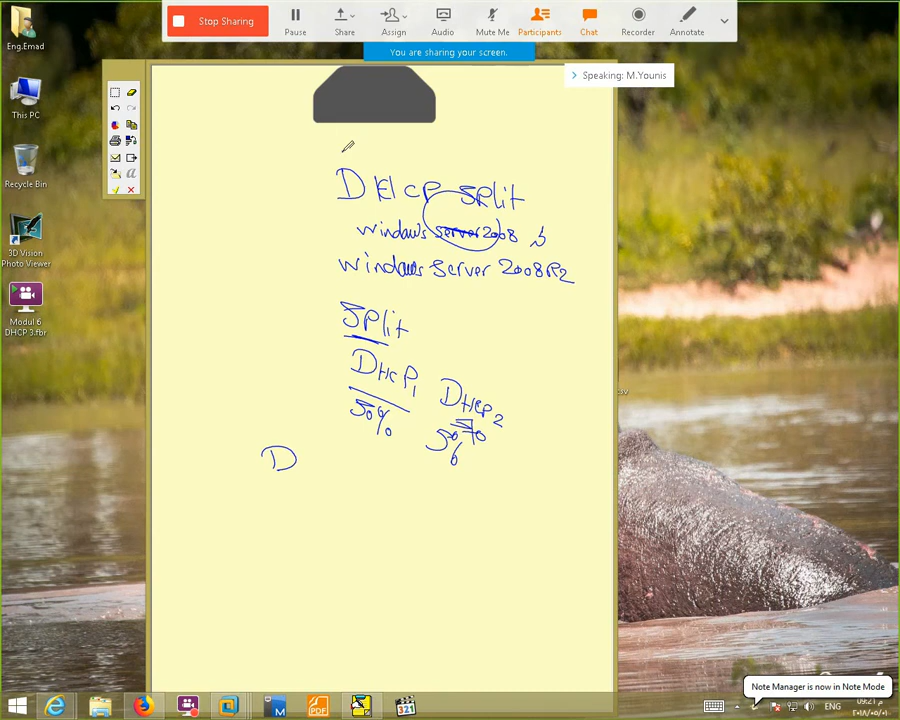 Stop Sharing
Pause
Share
Assign
Audio
Mute Me
Participants
Chat
Recorder
Annotate
You are sharing your screen.
Speaking: M.Younis
Eng.Emad
This PC
Recycle Bin
3D Vision
Photo Viewer
Modul 6
DHCP 3.fbr
DHCP Split
windows server 2008
windows server 2008R2
Split
DHCP1
50%
DHCP2
50%
D
Note Manager is now in Note Mode
ENG